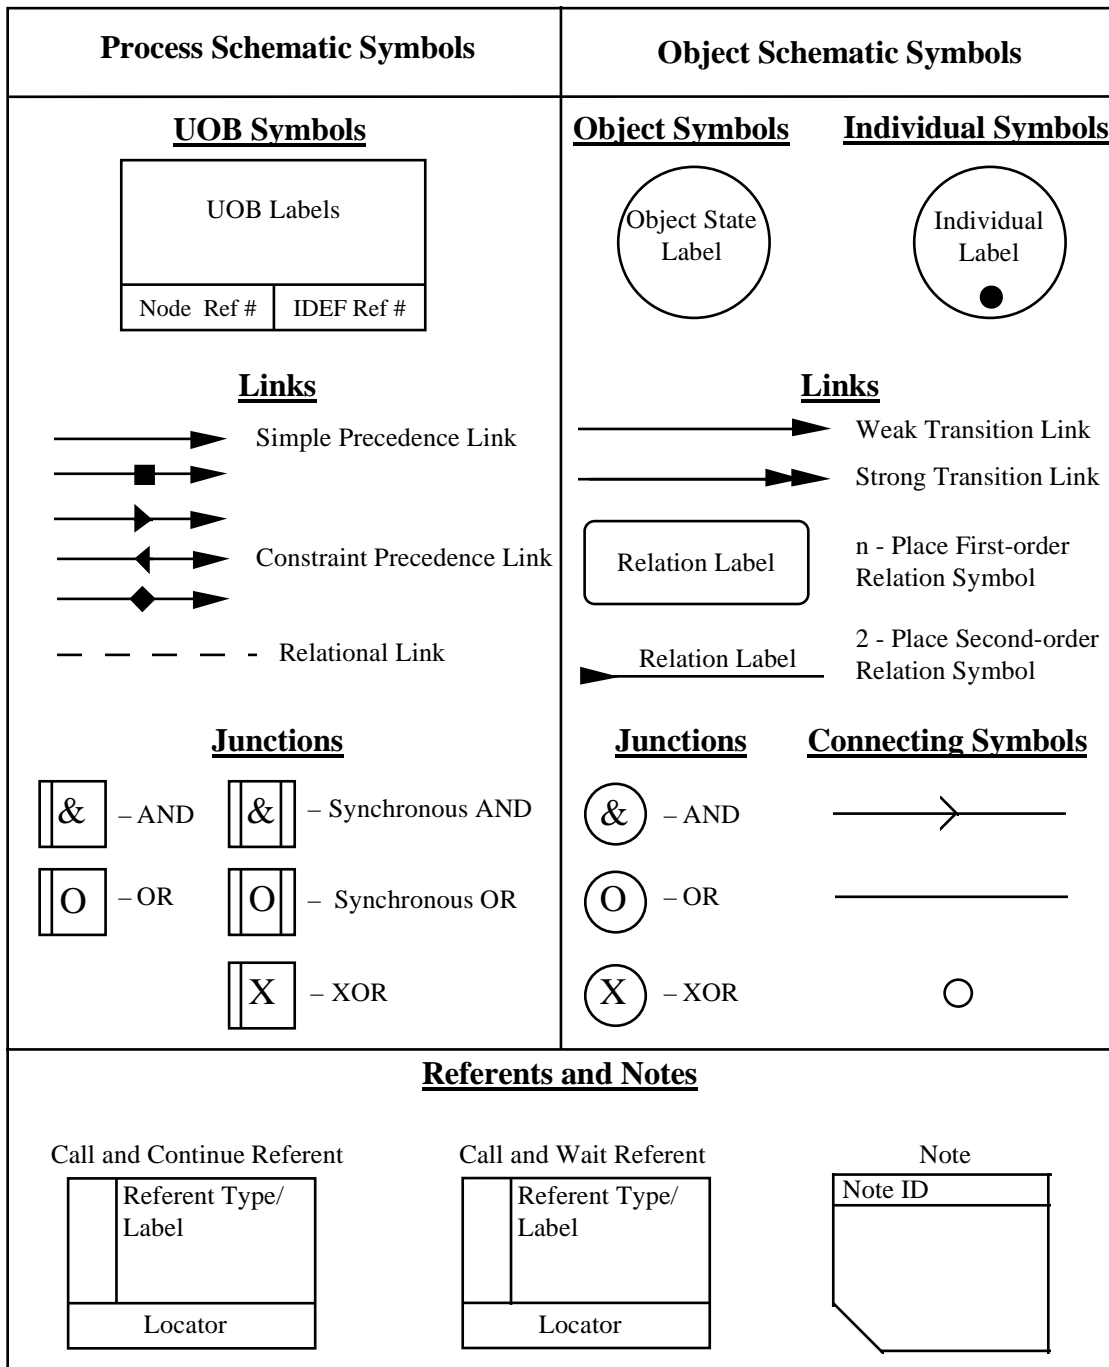 Process Schematic Symbols
Object Schematic Symbols
UOB Symbols
UOB Labels
Node Ref #
IDEF Ref #
Links
Simple Precedence Link
Constraint Precedence Link
Relational Link
Junctions
& – AND
& – Synchronous AND
O – OR
O – Synchronous OR
X – XOR
Object Symbols
Individual Symbols
Object State
Label
Individual
Label
Links
Weak Transition Link
Strong Transition Link
Relation Label
n - Place First-order
Relation Symbol
Relation Label
2 - Place Second-order
Relation Symbol
Junctions
Connecting Symbols
& – AND
O – OR
X – XOR
Referents and Notes
Call and Continue Referent
Referent Type/
Label
Locator
Call and Wait Referent
Referent Type/
Label
Locator
Note
Note ID